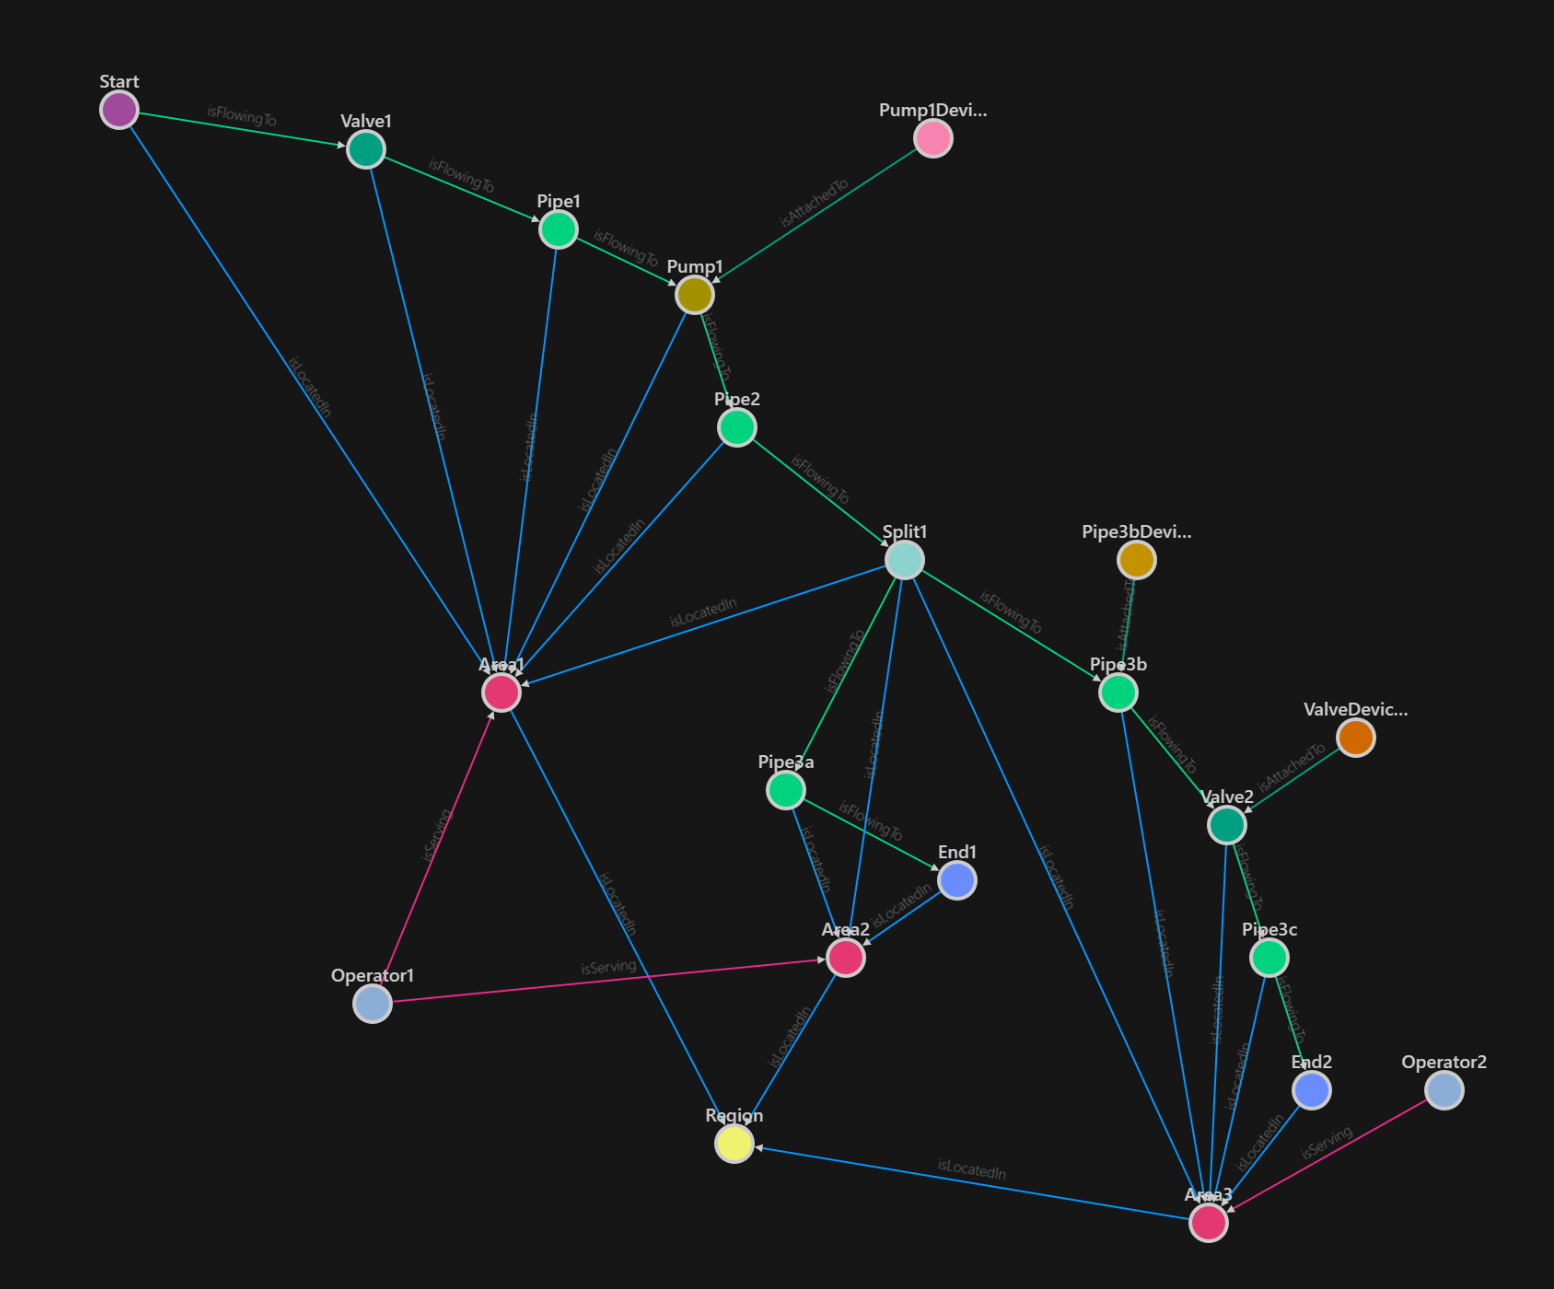 Start
isFlowingTo
Valve1
Pump1Devi...
isFlowingTo
isAttachedTo
Pipe1
isFlowingTo
Pump1
isFlowingTo
isLocatedIn
isLocatedIn
Pipe2
isLocatedIn
isLocatedIn
isFlowingTo
isLocatedIn
Split1
Pipe3bDevi...
isLocatedIn
isFlowingTo
isAttachedTo
Area1
isFlowingTo
Pipe3b
ValveDevic...
isLocatedIn
isFlowingTo
Pipe3a
isAttachedTo
Valve2
isFlowingTo
isServing
isLocatedIn
End1
isLocatedIn
isFlowingTo
isLocatedIn
isLocatedIn
Area2
Pipe3c
isLocatedIn
Operator1
isServing
isLocatedIn
isFlowingTo
isLocatedIn
End2
Operator2
isLocatedIn
Region
isLocatedIn
isServing
isLocatedIn
Area3